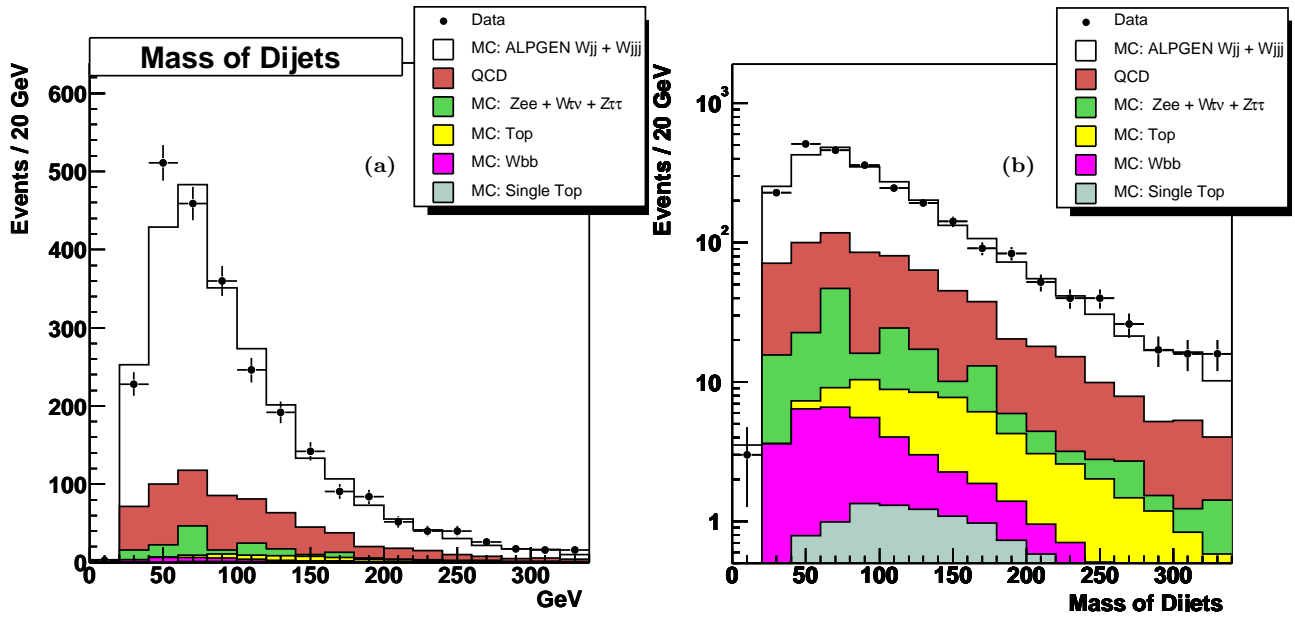 Mass of Dijets
Events / 20 GeV
600
500
400
300
200
100
0
0 50 100 150 200 250 300
GeV
(a)
Data
MC: ALPGEN Wjj + Wjjj
QCD
MC: Zee + Wτν + Zττ
MC: Top
MC: Wbb
MC: Single Top
Events / 20 GeV
10³
10²
10
1
0 50 100 150 200 250 300
Mass of Dijets
(b)
Data
MC: ALPGEN Wjj + Wjjj
QCD
MC: Zee + Wτν + Zττ
MC: Top
MC: Wbb
MC: Single Top